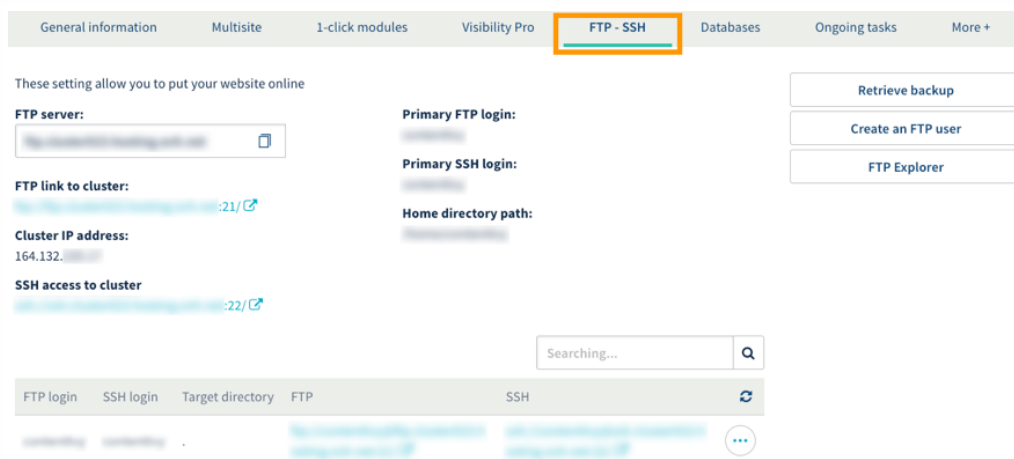 General information Multisite 1-click modules Visibility Pro FTP - SSH Databases Ongoing tasks More +
These setting allow you to put your website online
FTP server:
FTP link to cluster:
:21/
Cluster IP address:
164.132.
SSH access to cluster
:22/
Primary FTP login:
Primary SSH login:
Home directory path:
Retrieve backup
Create an FTP user
FTP Explorer
Searching...
FTP login SSH login Target directory FTP SSH
.